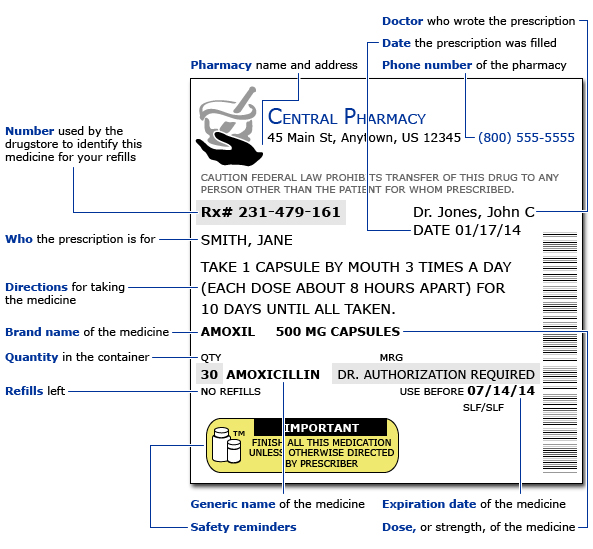 Doctor who wrote the prescription
Date the prescription was filled
Pharmacy name and address
Phone number of the pharmacy
CENTRAL PHARMACY
45 Main St, Anytown, US 12345
(800) 555-5555
Number used by the
drugstore to identify this
medicine for your refills
CAUTION FEDERAL LAW PROHIBITS TRANSFER OF THIS DRUG TO ANY
PERSON OTHER THAN THE PATIENT FOR WHOM PRESCRIBED.
Rx# 231-479-161
Dr. Jones, John C
DATE 01/17/14
Who the prescription is for
SMITH, JANE
Directions for taking
the medicine
TAKE 1 CAPSULE BY MOUTH 3 TIMES A DAY
(EACH DOSE ABOUT 8 HOURS APART) FOR
10 DAYS UNTIL ALL TAKEN.
Brand name of the medicine
AMOXIL 500 MG CAPSULES
Quantity in the container
QTY
MRG
30 AMOXICILLIN
DR. AUTHORIZATION REQUIRED
Refills left
NO REFILLS
USE BEFORE 07/14/14
SLF/SLF
TM
IMPORTANT
FINISH ALL THIS MEDICATION
UNLESS OTHERWISE DIRECTED
BY PRESCRIBER
Generic name of the medicine
Expiration date of the medicine
Safety reminders
Dose, or strength, of the medicine